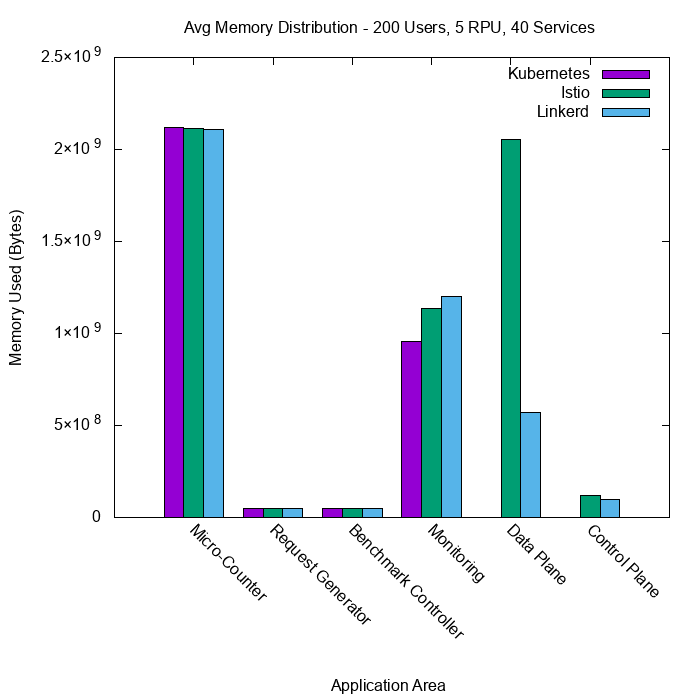 Avg Memory Distribution - 200 Users, 5 RPU, 40 Services
Kubernetes
Istio
Linkerd
2.5×10⁹
2×10⁹
1.5×10⁹
1×10⁹
5×10⁸
0
Memory Used (Bytes)
Micro-Counter
Request Generator
Benchmark Controller
Monitoring
Data Plane
Control Plane
Application Area